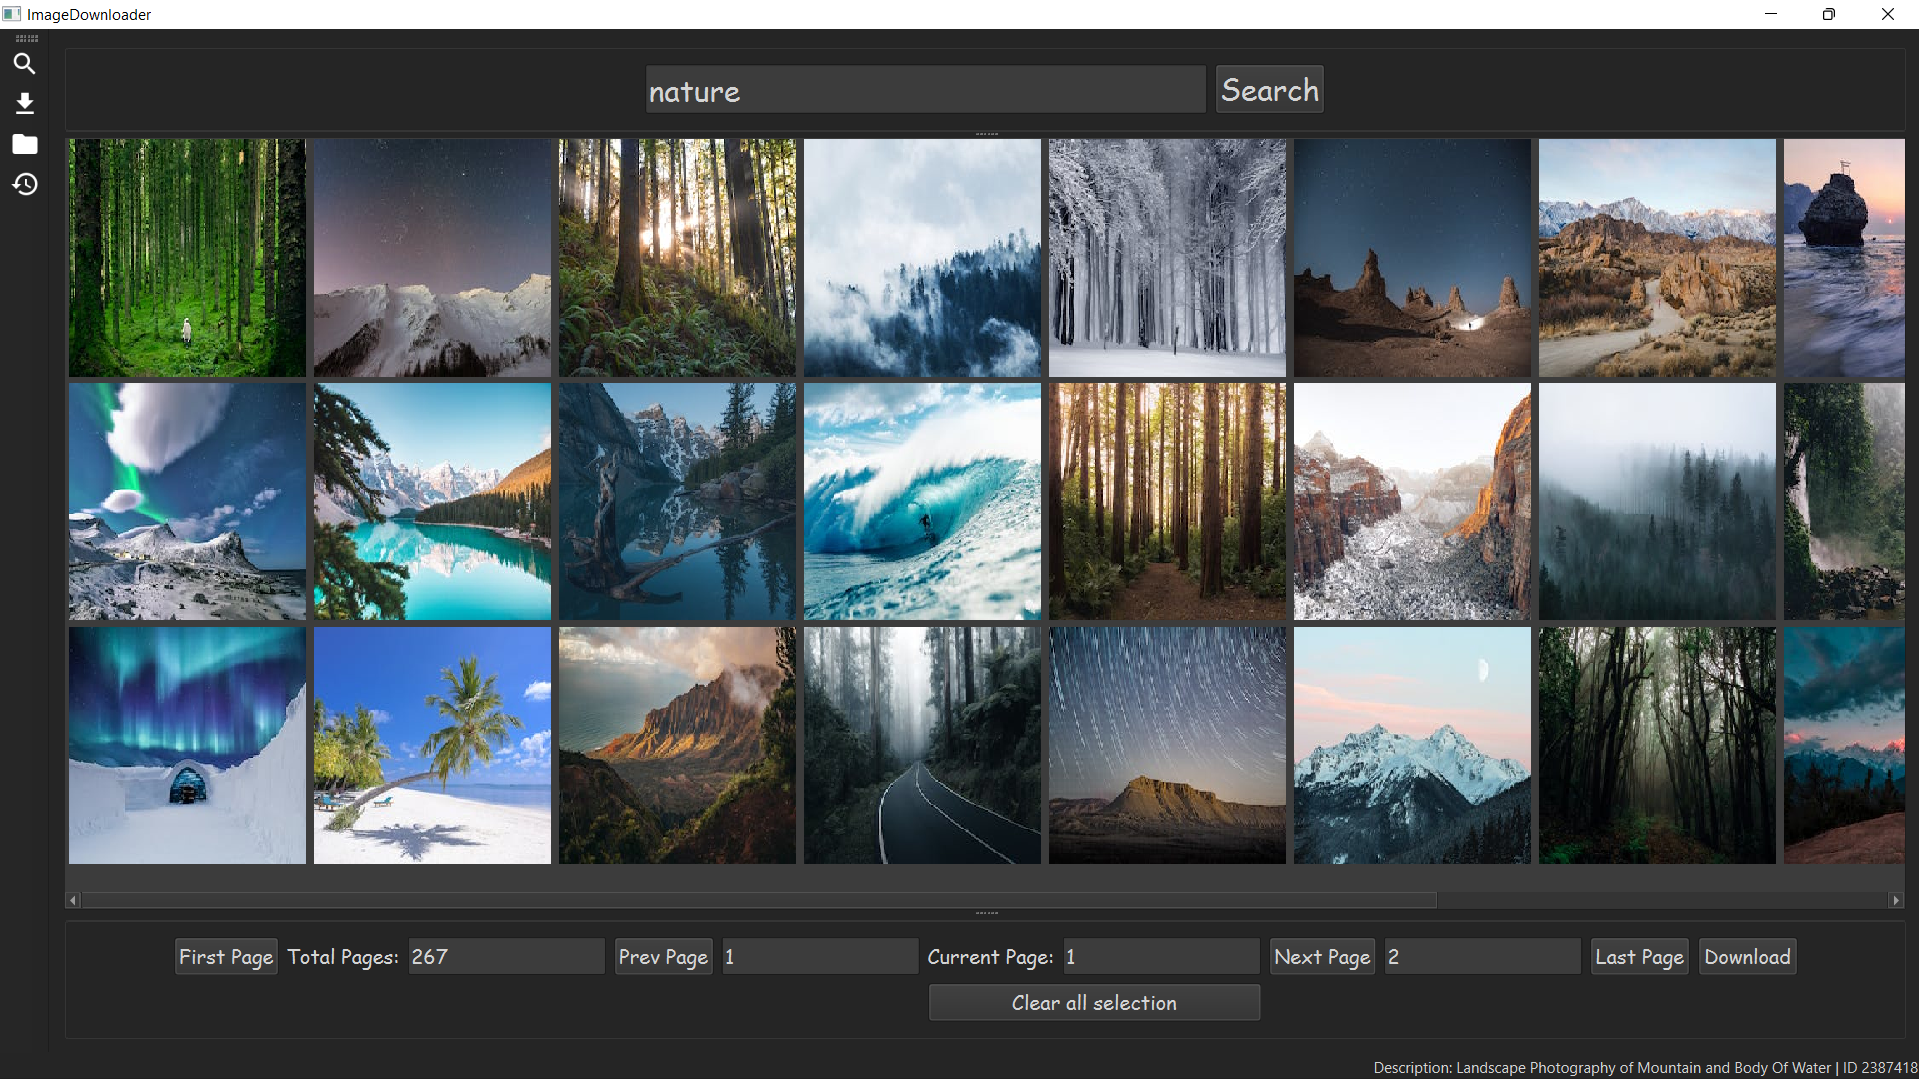 ImageDownloader
nature Search
First Page Total Pages: 267 Prev Page 1 Current Page: 1 Next Page 2 Last Page Download
Clear all selection
Description: Landscape Photography of Mountain and Body Of Water | ID 2387418